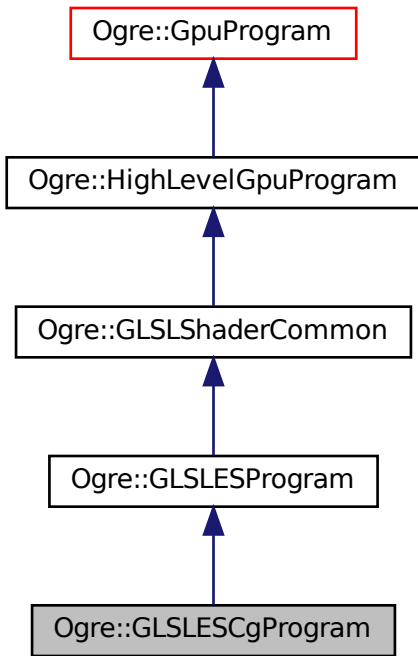 Ogre::GpuProgram
Ogre::HighLevelGpuProgram
Ogre::GLSLShaderCommon
Ogre::GLSLESProgram
Ogre::GLSLESCgProgram